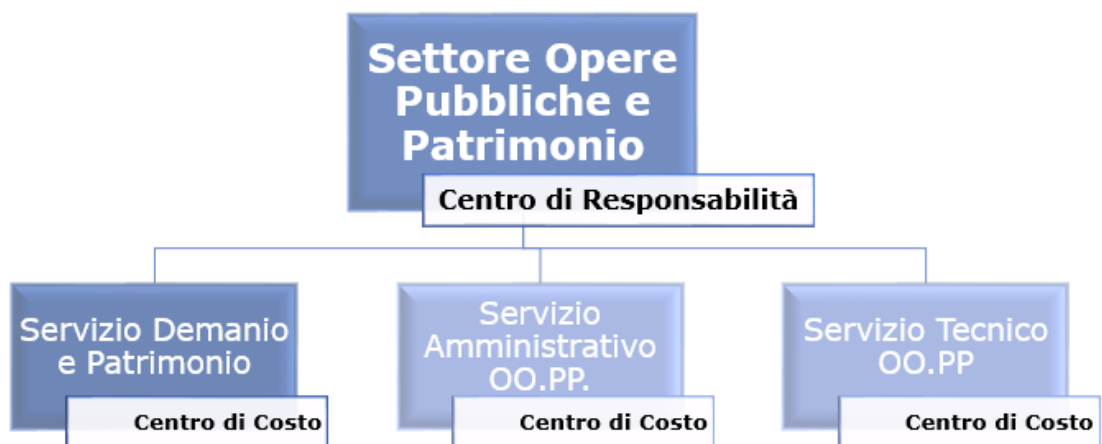 Settore Opere
Pubbliche e
Patrimonio
Centro di Responsabilità
Servizio Demanio
e Patrimonio
Centro di Costo
Servizio
Amministrativo
OO.PP.
Centro di Costo
Servizio Tecnico
OO.PP
Centro di Costo